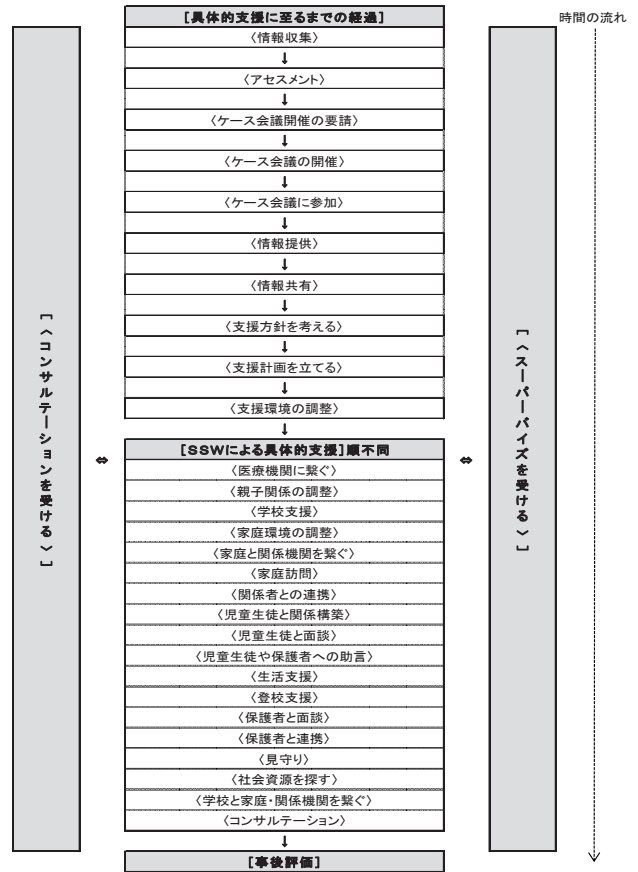 時間の流れ
[具体的支援に至るまでの経過]
〈情報収集〉
↓
〈アセスメント〉
↓
〈ケース会議開催の要請〉
↓
〈ケース会議の開催〉
↓
〈ケース会議に参加〉
↓
〈情報提供〉
↓
〈情報共有〉
↓
〈支援方針を考える〉
↓
〈支援計画を立てる〉
↓
〈支援環境の調整〉
↓
[〈コンサルテーションを受ける〉]
⇔
[SSWによる具体的支援]順不同
〈医療機関に繋ぐ〉
〈親子関係の調整〉
〈学校支援〉
〈家庭環境の調整〉
〈家庭と関係機関を繋ぐ〉
〈家庭訪問〉
〈関係者との連携〉
〈児童生徒と関係構築〉
〈児童生徒と面談〉
〈児童生徒や保護者への助言〉
〈生活支援〉
〈登校支援〉
〈保護者と面談〉
〈保護者と連携〉
〈見守り〉
〈社会資源を探す〉
〈学校と家庭・関係機関を繋ぐ〉
〈コンサルテーション〉
⇔
[〈スーパーバイズを受ける〉]
↓
[事後評価]